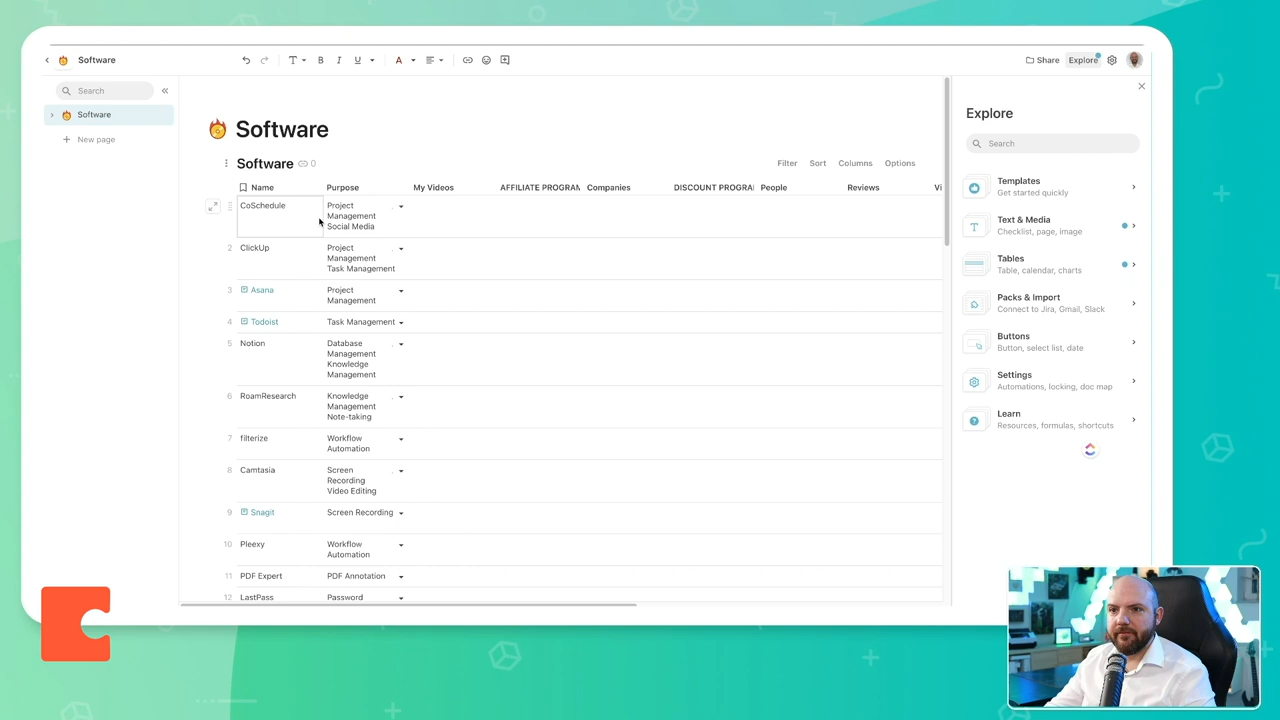 Software
Share
Explore
Search
Software
New page
Software
Software 0
Filter Sort Columns Options
Name Purpose My Videos AFFILIATE PROGRAM Companies DISCOUNT PROGRA People Reviews Vi
CoSchedule Project
Management
Social Media
2 ClickUp Project
Management
Task Management
3 Asana Project
Management
4 Todoist Task Management
5 Notion Database
Management
Knowledge
Management
6 RoamResearch Knowledge
Management
Note-taking
7 filterize Workflow
Automation
8 Camtasia Screen
Recording
Video Editing
9 Snagit Screen Recording
10 Pleexy Workflow
Automation
11 PDF Expert PDF Annotation
12 LastPass Password
Explore
Search
Templates
Get started quickly
Text & Media
Checklist, page, image
Tables
Table, calendar, charts
Packs & Import
Connect to Jira, Gmail, Slack
Buttons
Button, select list, date
Settings
Automations, locking, doc map
Learn
Resources, formulas, shortcuts